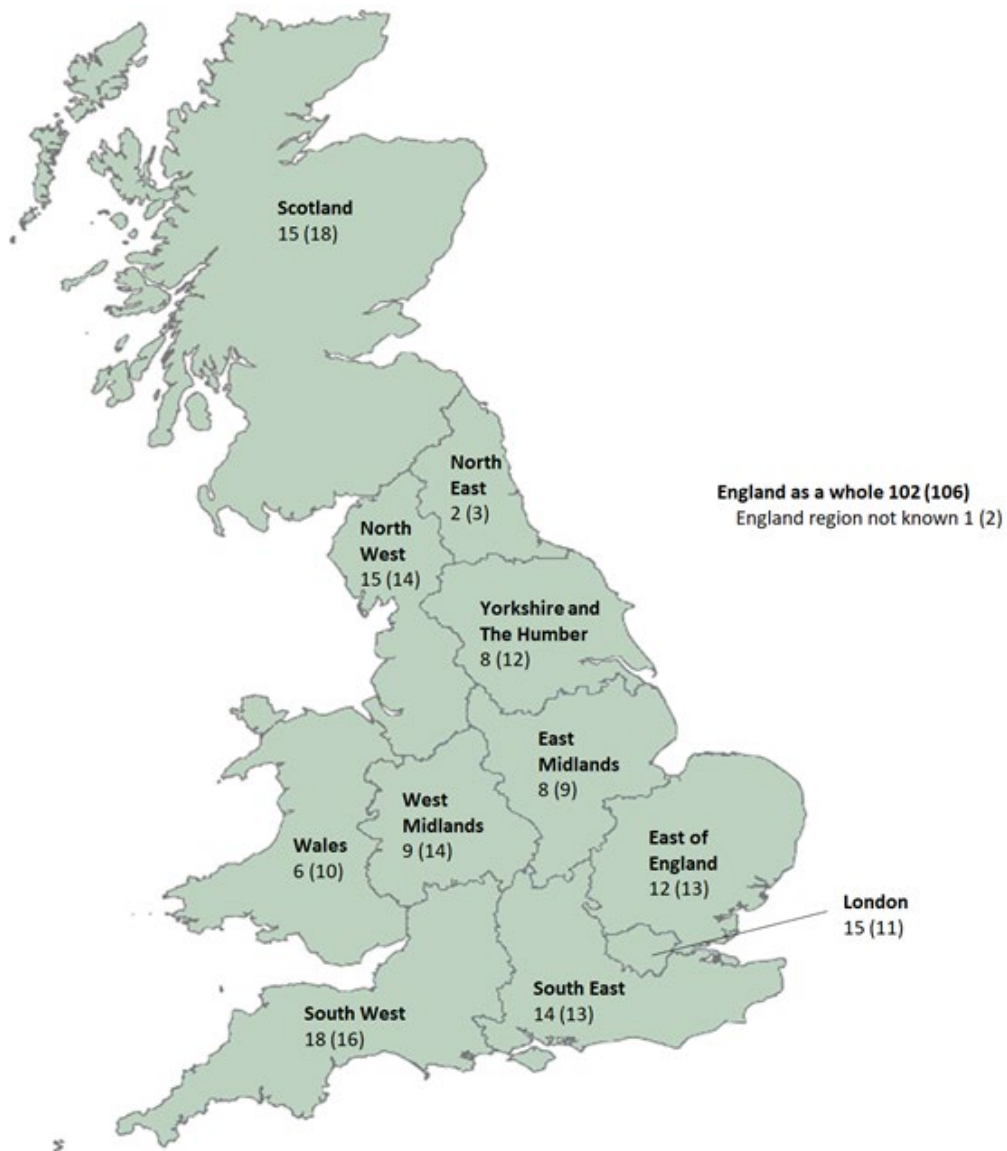 Scotland
15 (18)
North
East
2 (3)
England as a whole 102 (106)
England region not known 1 (2)
North
West
15 (14)
Yorkshire and
The Humber
8 (12)
East
Midlands
8 (9)
West
Midlands
9 (14)
Wales
6 (10)
East of
England
12 (13)
London
15 (11)
South East
14 (13)
South West
18 (16)